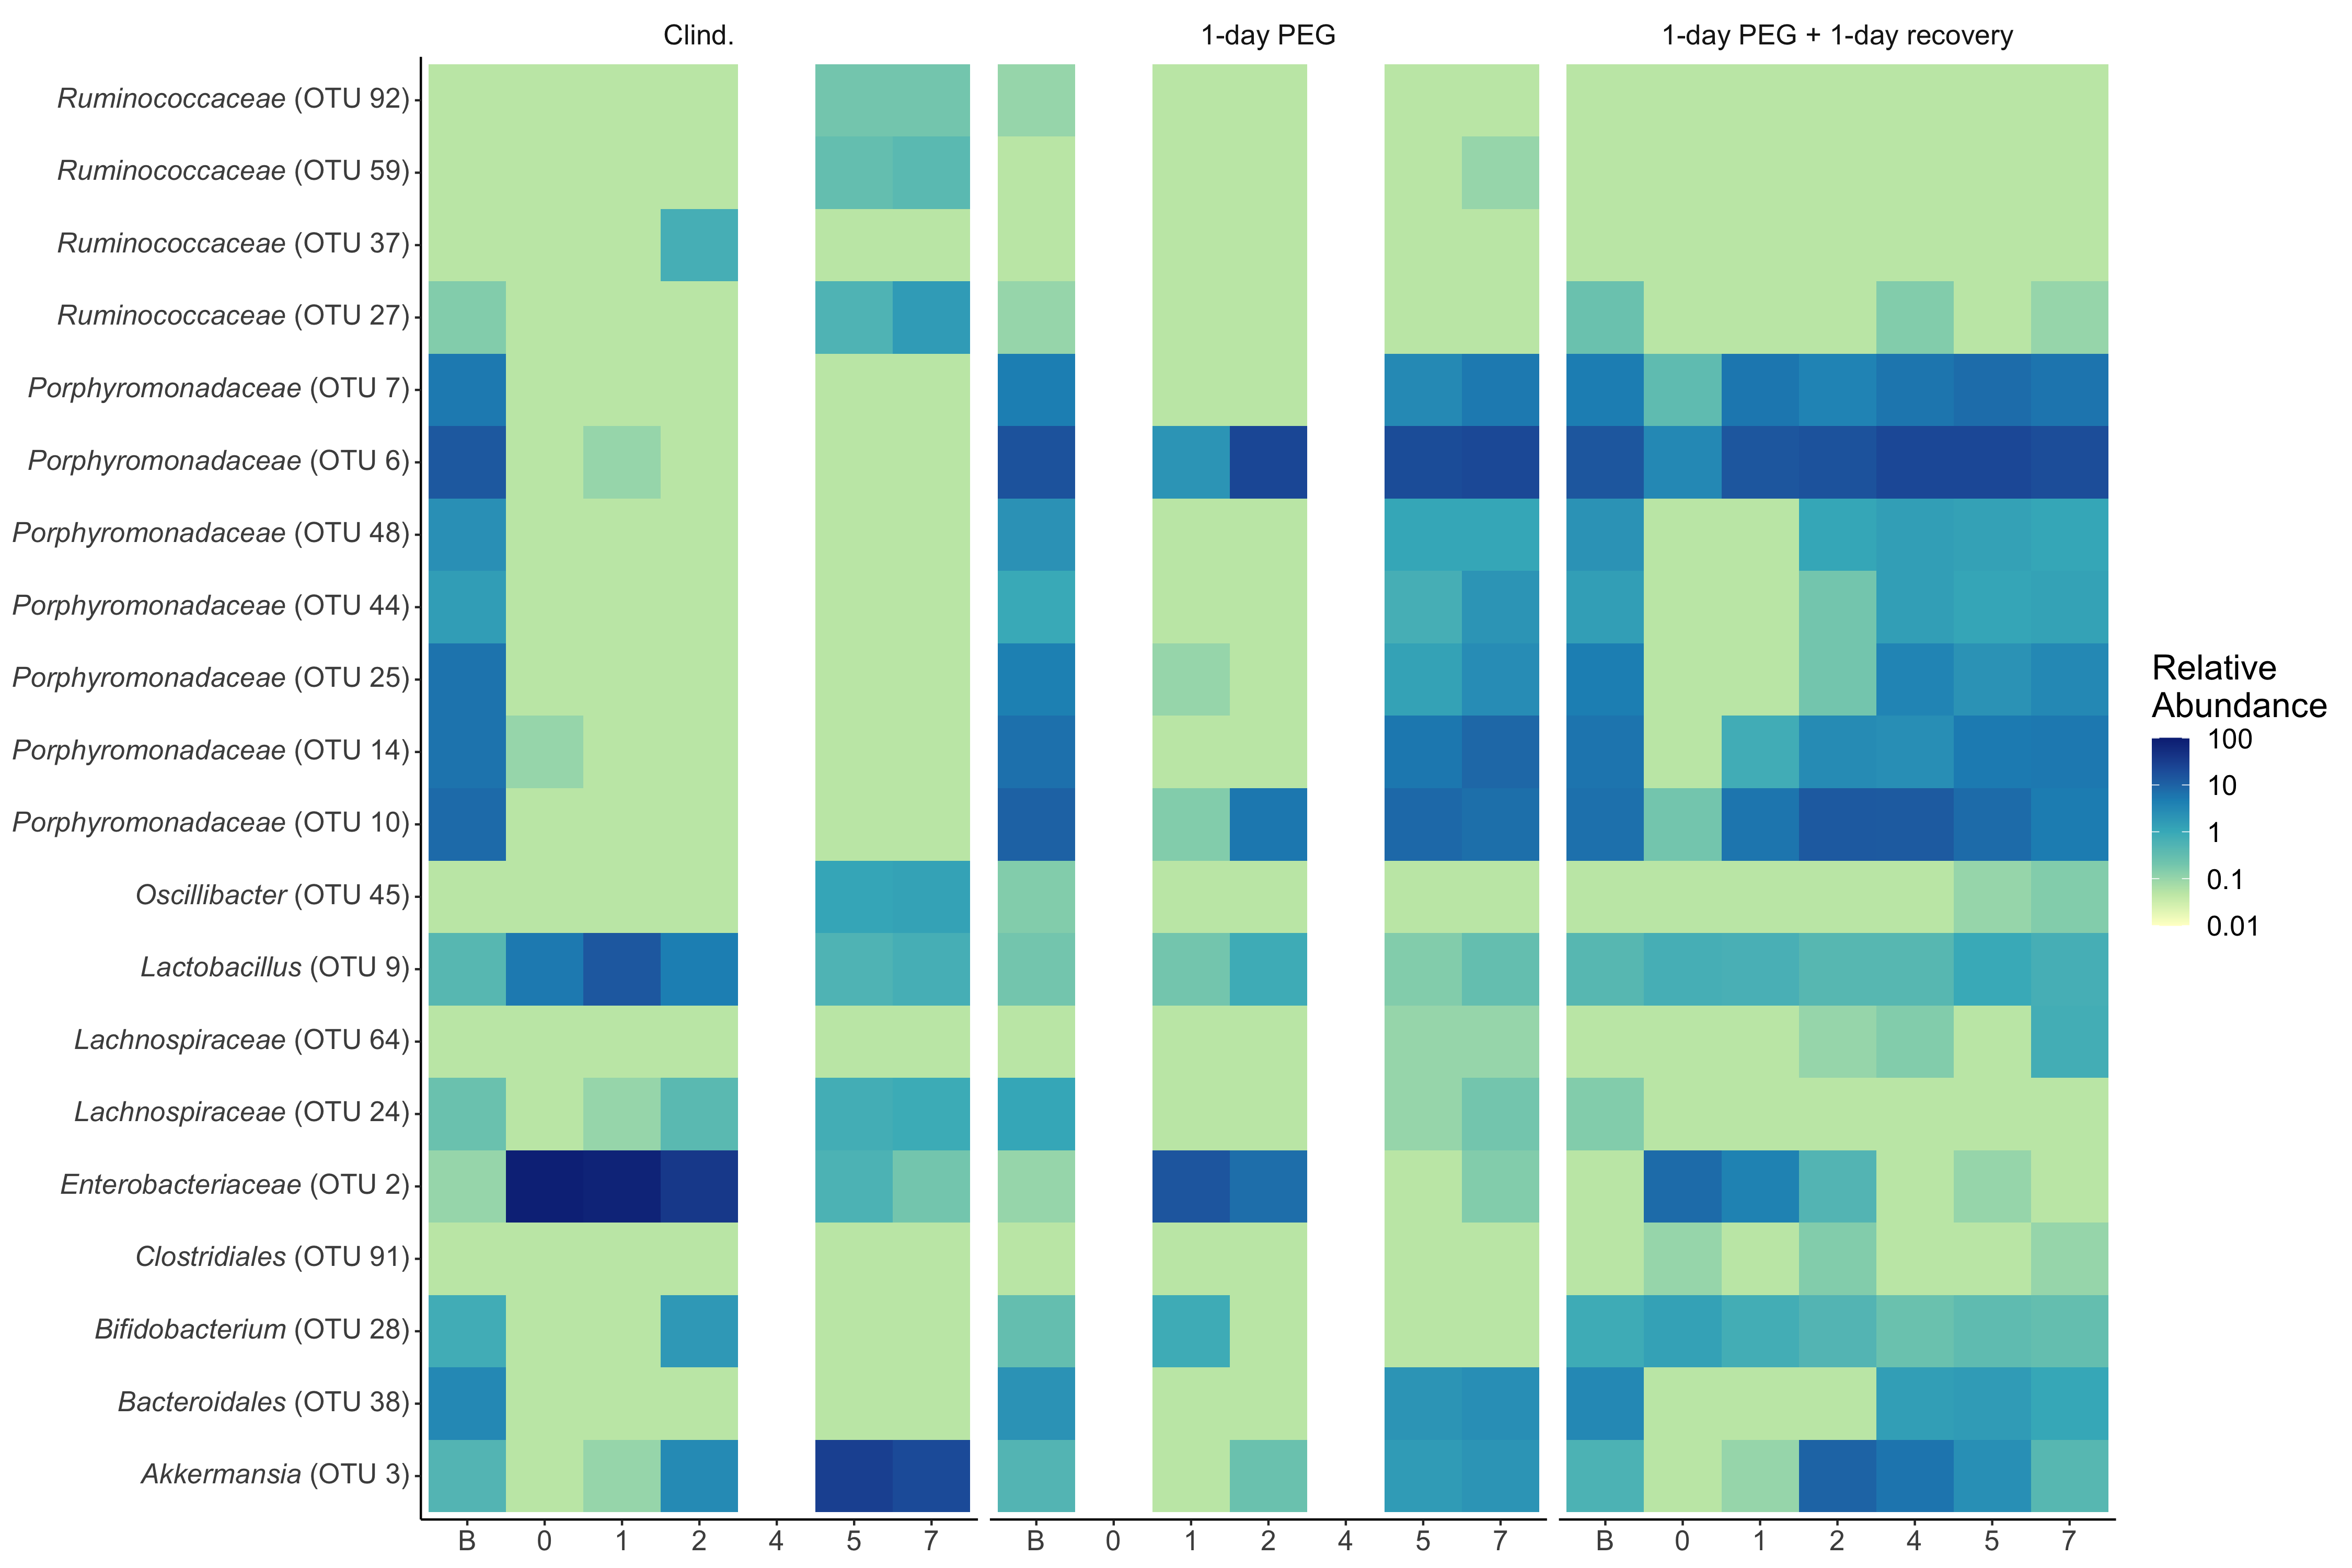 Clind. 1-day PEG 1-day PEG + 1-day recovery
Ruminococcaceae (OTU 92)
Ruminococcaceae (OTU 59)
Ruminococcaceae (OTU 37)
Ruminococcaceae (OTU 27)
Porphyromonadaceae (OTU 7)
Porphyromonadaceae (OTU 6)
Porphyromonadaceae (OTU 48)
Porphyromonadaceae (OTU 44)
Porphyromonadaceae (OTU 25)
Porphyromonadaceae (OTU 14)
Porphyromonadaceae (OTU 10)
Oscillibacter (OTU 45)
Lactobacillus (OTU 9)
Lachnospiraceae (OTU 64)
Lachnospiraceae (OTU 24)
Enterobacteriaceae (OTU 2)
Clostridiales (OTU 91)
Bifidobacterium (OTU 28)
Bacteroidales (OTU 38)
Akkermansia (OTU 3)
B 0 1 2 4 5 7 B 0 1 2 4 5 7 B 0 1 2 4 5 7
Relative
Abundance
100
10
1
0.1
0.01